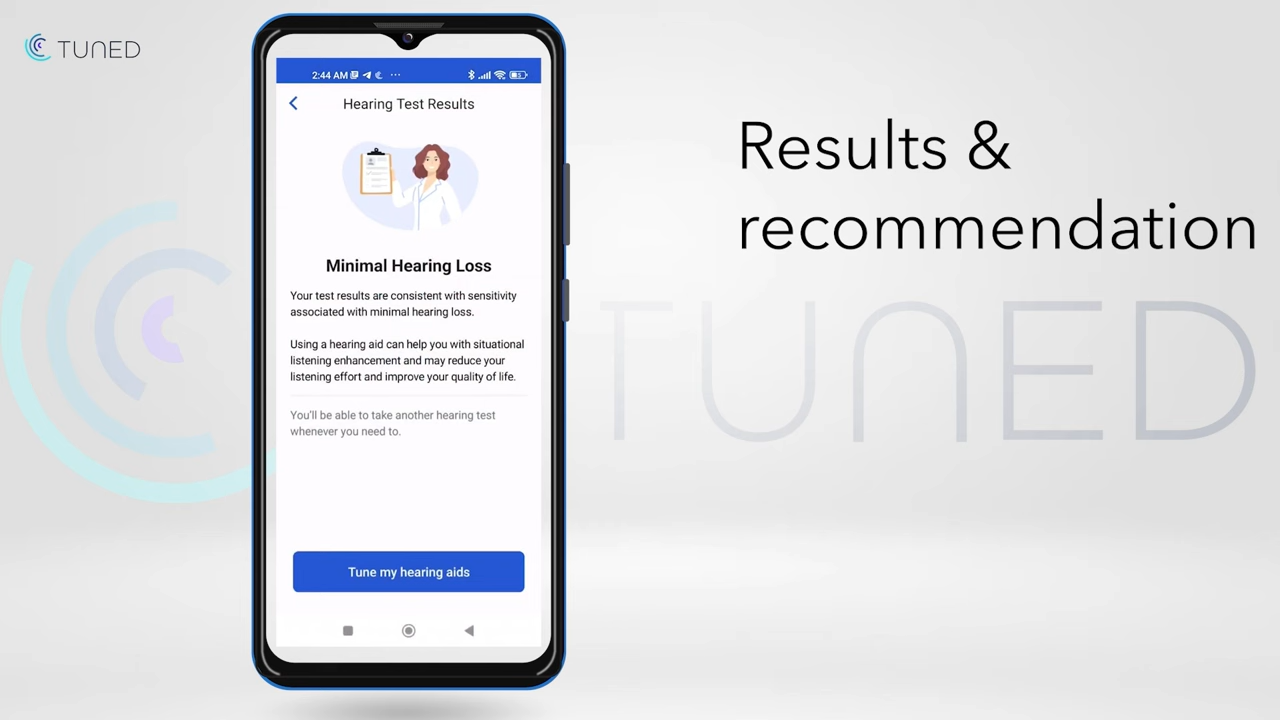 TUNED
2:44 AM
Hearing Test Results
Minimal Hearing Loss
Your test results are consistent with sensitivity
associated with minimal hearing loss.
Using a hearing aid can help you with situational
listening enhancement and may reduce your
listening effort and improve your quality of life.
You'll be able to take another hearing test
whenever you need to.
Tune my hearing aids
Results &
recommendation
TUNED